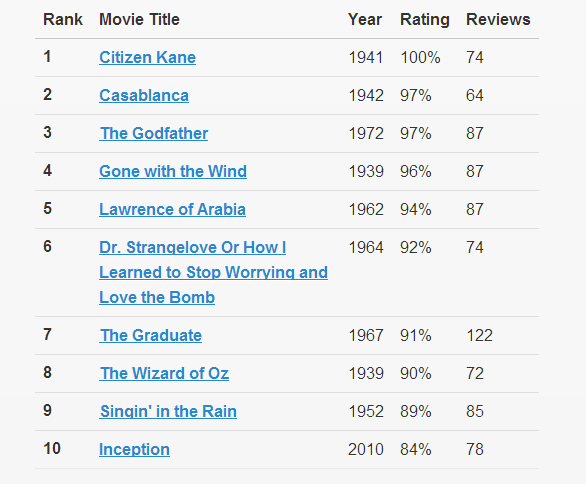 Rank Movie Title Year Rating Reviews
1 Citizen Kane 1941 100% 74
2 Casablanca 1942 97% 64
3 The Godfather 1972 97% 87
4 Gone with the Wind 1939 96% 87
5 Lawrence of Arabia 1962 94% 87
6 Dr. Strangelove Or How I 1964 92% 74
Learned to Stop Worrying and
Love the Bomb
7 The Graduate 1967 91% 122
8 The Wizard of Oz 1939 90% 72
9 Singin' in the Rain 1952 89% 85
10 Inception 2010 84% 78